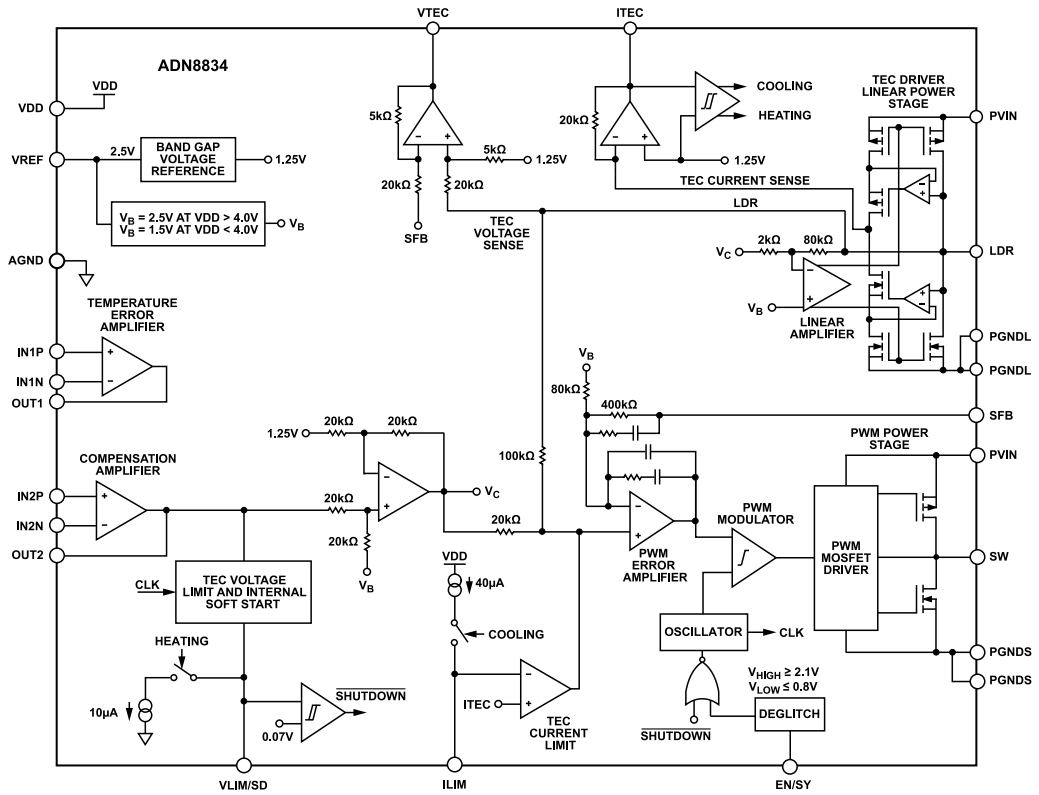 VTEC
ITEC
ADN8834
VDD
VDD
VREF
2.5V
BAND GAP
VOLTAGE
REFERENCE
1.25V
VB = 2.5V AT VDD > 4.0V
VB = 1.5V AT VDD < 4.0V
VB
AGND
5kΩ
5kΩ
1.25V
20kΩ
20kΩ
SFB
TEC
VOLTAGE
SENSE
20kΩ
COOLING
HEATING
1.25V
TEC CURRENT SENSE
LDR
TEC DRIVER
LINEAR POWER
STAGE
PVIN
VC
2kΩ
80kΩ
LDR
VB
LINEAR
AMPLIFIER
PGNDL
PGNDL
TEMPERATURE
ERROR
AMPLIFIER
IN1P
IN1N
OUT1
COMPENSATION
AMPLIFIER
IN2P
IN2N
OUT2
1.25V
20kΩ
20kΩ
20kΩ
20kΩ
VB
VC
20kΩ
100kΩ
VB
80kΩ
400kΩ
SFB
PWM
ERROR
AMPLIFIER
PWM
MODULATOR
PWM POWER
STAGE
PVIN
PWM
MOSFET
DRIVER
SW
PGNDS
PGNDS
CLK
TEC VOLTAGE
LIMIT AND INTERNAL
SOFT START
HEATING
10µA
0.07V
SHUTDOWN
VDD
40µA
COOLING
ITEC
TEC
CURRENT
LIMIT
OSCILLATOR
CLK
SHUTDOWN
VHIGH ≥ 2.1V
VLOW ≤ 0.8V
DEGLITCH
VLIM/SD
ILIM
EN/SY